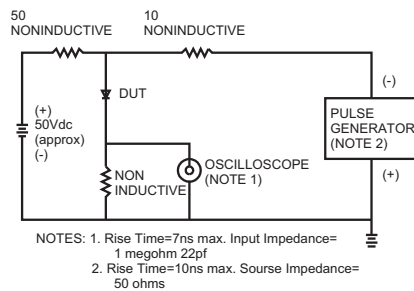 50
NONINDUCTIVE
10
NONINDUCTIVE
DUT
(+)
50Vdc
(approx)
(-)
(-)
PULSE
GENERATOR
(NOTE 2)
(+)
OSCILLOSCOPE
(NOTE 1)
NON
INDUCTIVE
NOTES: 1. Rise Time=7ns max. Input Impedance=
1 megohm 22pf
2. Rise Time=10ns max. Sourse Impedance=
50 ohms